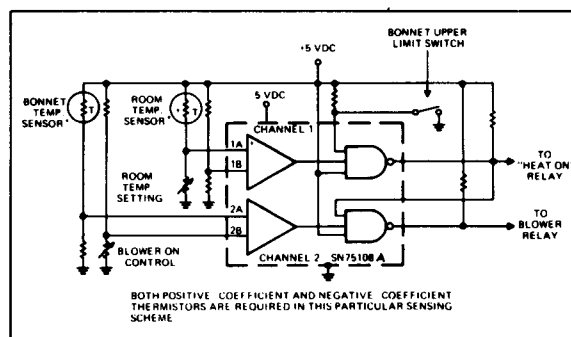 BONNET UPPER
LIMIT SWITCH
+5 VDC
BONNET
TEMP.
SENSOR*
ROOM
TEMP.
SENSOR*
T
T
5 VDC
CHANNEL 1
1A
1B
ROOM
TEMP
SETTING
TO
"HEAT ON"
RELAY
2A
2B
TO
BLOWER
RELAY
BLOWER ON
CONTROL
CHANNEL 2 SN75108A
BOTH POSITIVE COEFFICIENT AND NEGATIVE COEFFICIENT
THERMISTORS ARE REQUIRED IN THIS PARTICULAR SENSING
SCHEME